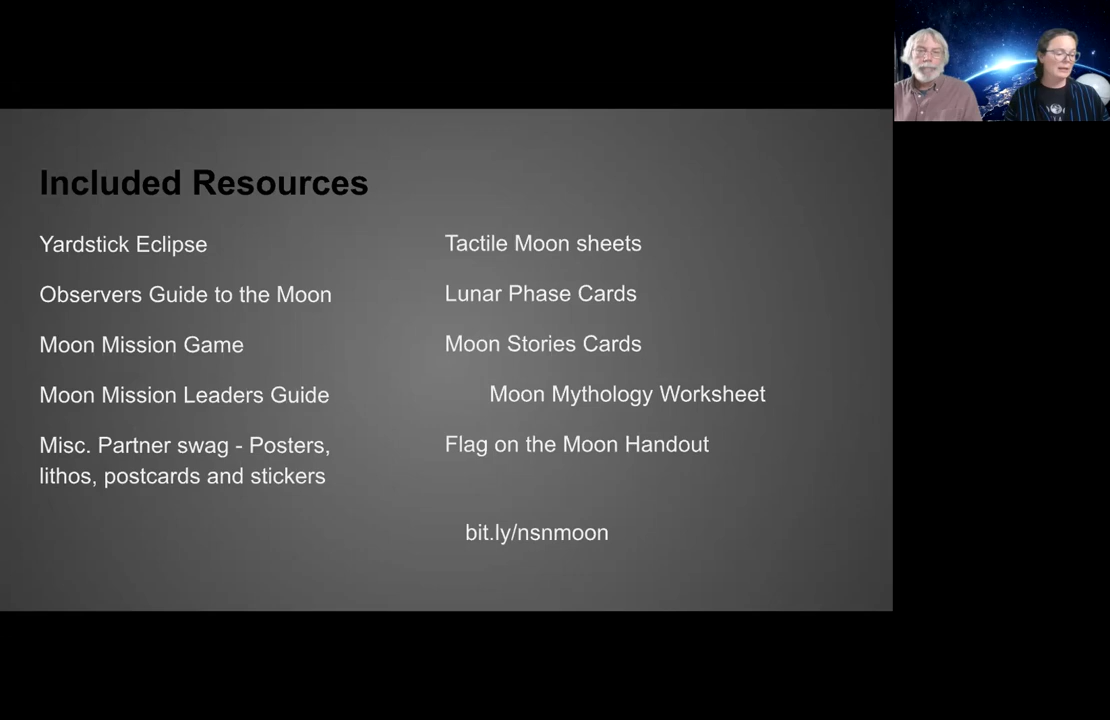 Included Resources
Yardstick Eclipse
Observers Guide to the Moon
Moon Mission Game
Moon Mission Leaders Guide
Misc. Partner swag - Posters,
lithos, postcards and stickers
Tactile Moon sheets
Lunar Phase Cards
Moon Stories Cards
Moon Mythology Worksheet
Flag on the Moon Handout
bit.ly/nsnmoon